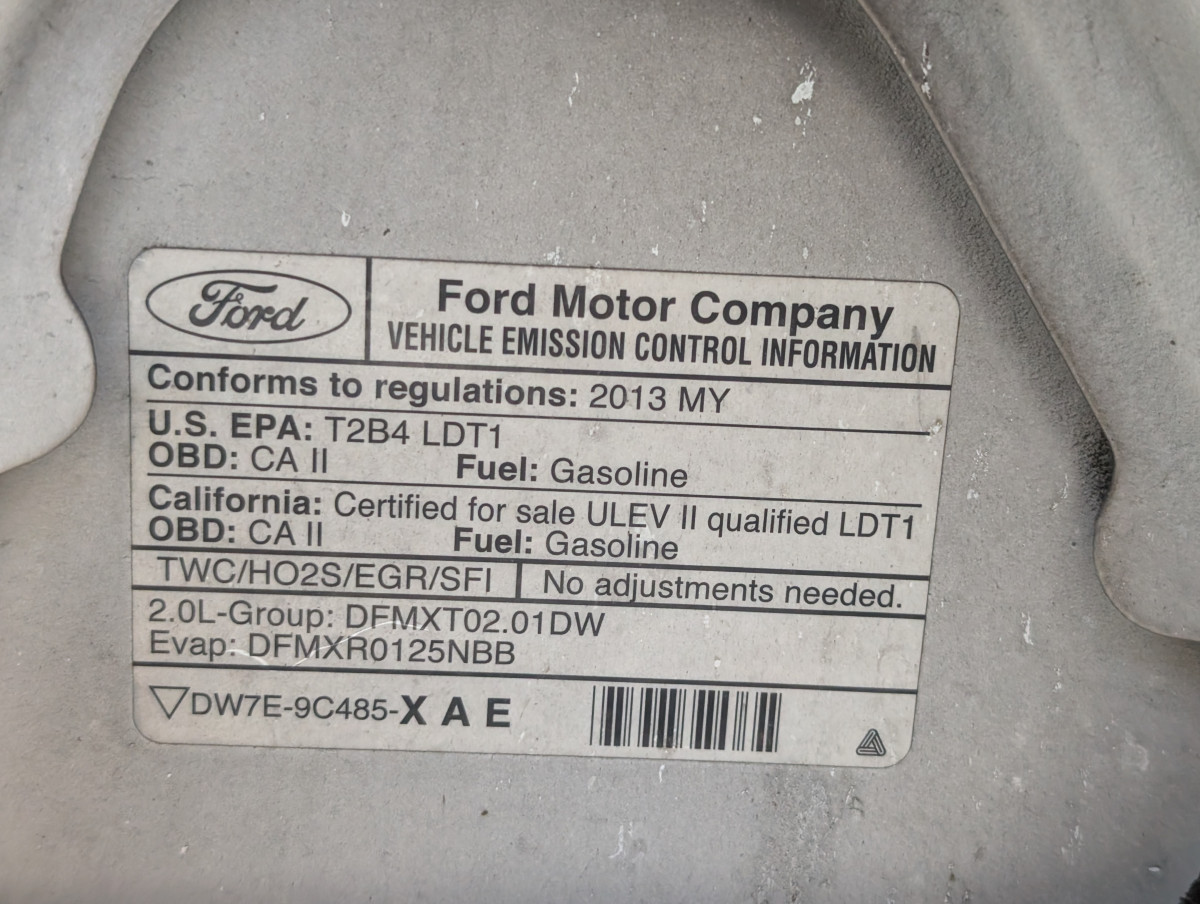 Ford
Ford Motor Company
VEHICLE EMISSION CONTROL INFORMATION
Conforms to regulations: 2013 MY
U.S. EPA: T2B4 LDT1
OBD: CA II Fuel: Gasoline
California: Certified for sale ULEV II qualified LDT1
OBD: CA II Fuel: Gasoline
TWC/HO2S/EGR/SFI No adjustments needed.
2.0L-Group: DFMXT02.01DW
Evap: DFMXR0125NBB
DW7E-9C485-X A E